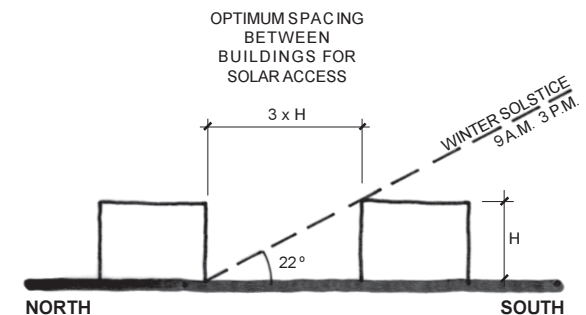 OPTIMUM SPACING
BETWEEN
BUILDINGS FOR
SOLAR ACCESS
3 x H
WINTER SOLSTICE
9 A.M. 3 P.M.
H
22°
NORTH
SOUTH